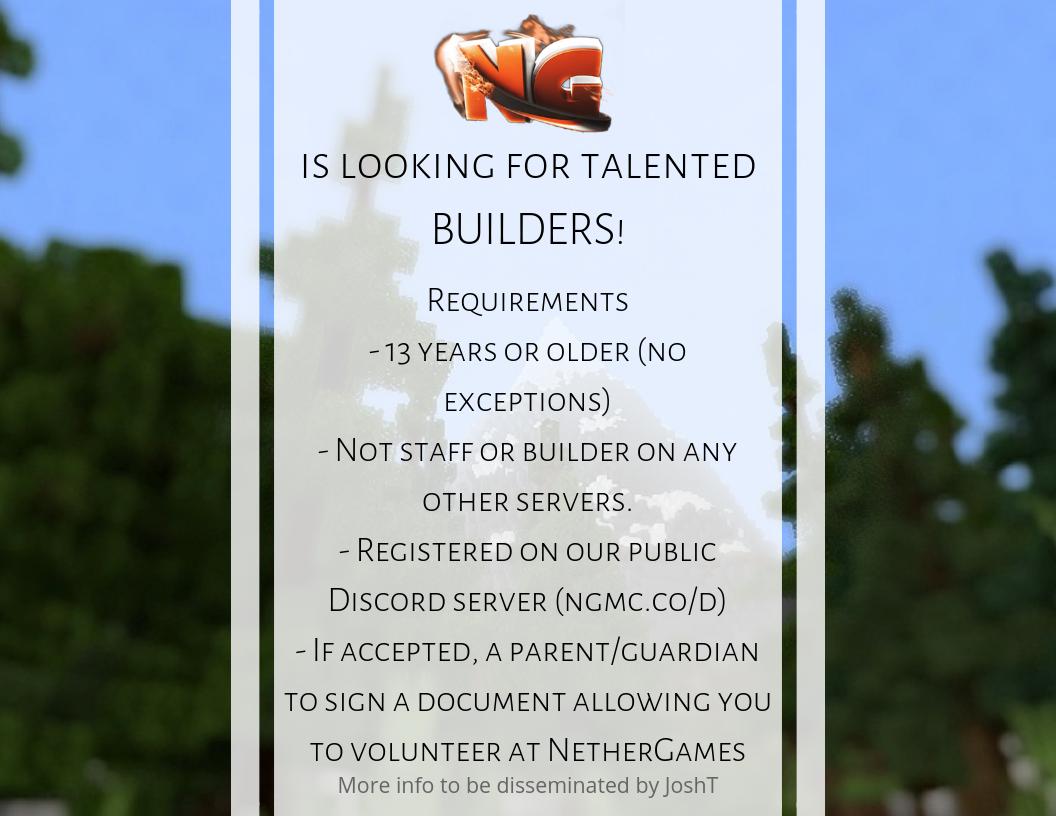 NG
IS LOOKING FOR TALENTED
BUILDERS!
REQUIREMENTS
- 13 YEARS OR OLDER (NO
EXCEPTIONS)
- NOT STAFF OR BUILDER ON ANY
OTHER SERVERS.
- REGISTERED ON OUR PUBLIC
DISCORD SERVER (NGMC.CO/D)
- IF ACCEPTED, A PARENT/GUARDIAN
TO SIGN A DOCUMENT ALLOWING YOU
TO VOLUNTEER AT NETHERGAMES
More info to be disseminated by JoshT